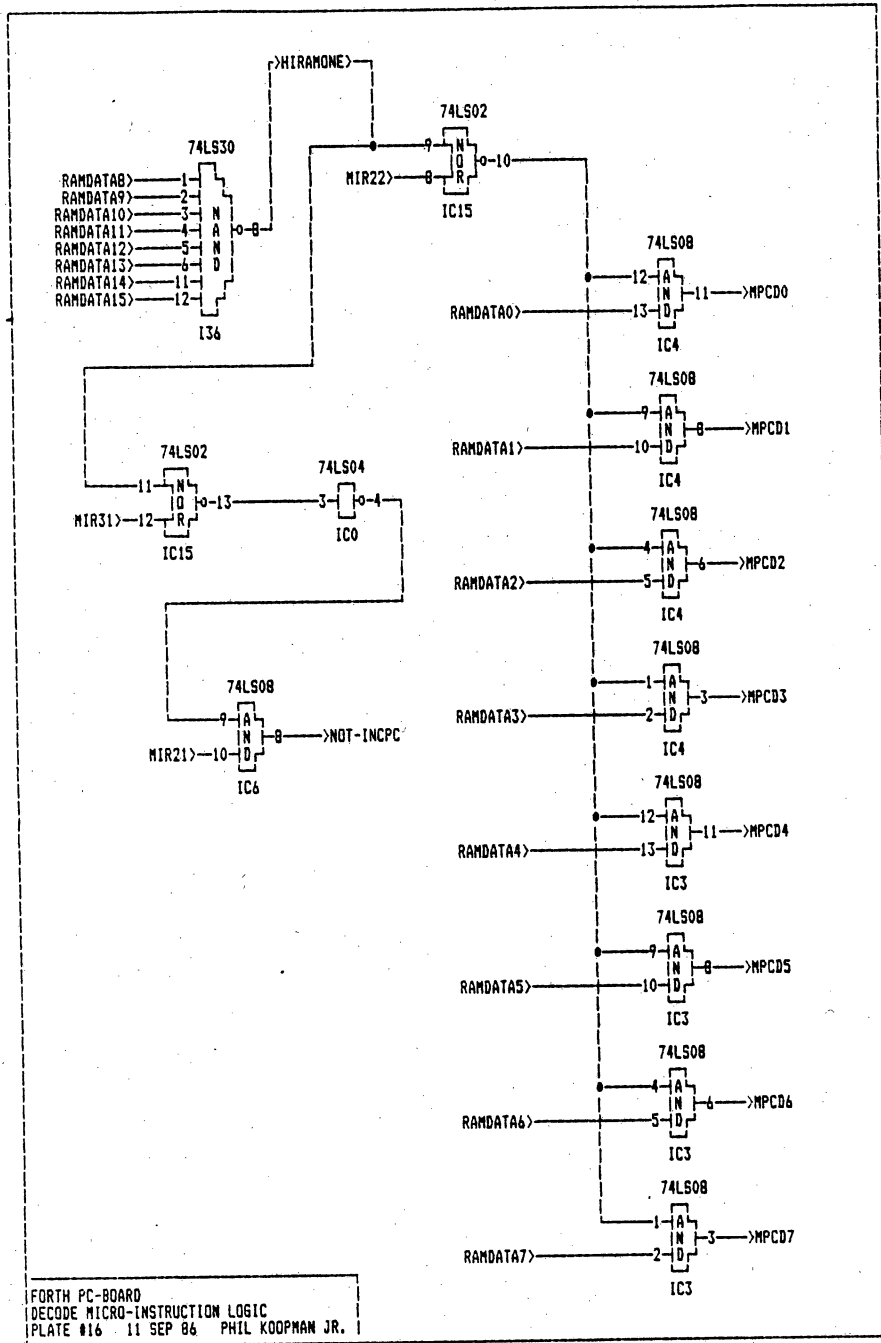 >HIRAMONE>
74LS02
9 N
O 10
MIR22> 8 R
IC15
74LS30
RAMDATA8> 1
RAMDATA9> 2
RAMDATA10> 3 N
RAMDATA11> 4 A 8
RAMDATA12> 5 N
RAMDATA13> 6 D
RAMDATA14> 11
RAMDATA15> 12
I36
74LS08
12 A
N 11 >MPCD0
RAMDATA0> 13 D
IC4
74LS08
9 A
N 8 >MPCD1
RAMDATA1> 10 D
IC4
74LS02
11 N
O 13
MIR31> 12 R
IC15
74LS04
3 4
IC0
74LS08
4 A
N 6 >MPCD2
RAMDATA2> 5 D
IC4
74LS08
1 A
N 3 >MPCD3
RAMDATA3> 2 D
IC4
74LS08
9 A
N 8 >NOT-INCPC
MIR21> 10 D
IC6
74LS08
12 A
N 11 >MPCD4
RAMDATA4> 13 D
IC3
74LS08
9 A
N 8 >MPCD5
RAMDATA5> 10 D
IC3
74LS08
4 A
N 6 >MPCD6
RAMDATA6> 5 D
IC3
74LS08
1 A
N 3 >MPCD7
RAMDATA7> 2 D
IC3
FORTH PC-BOARD
DECODE MICRO-INSTRUCTION LOGIC
PLATE #16 11 SEP 86 PHIL KOOPMAN JR.